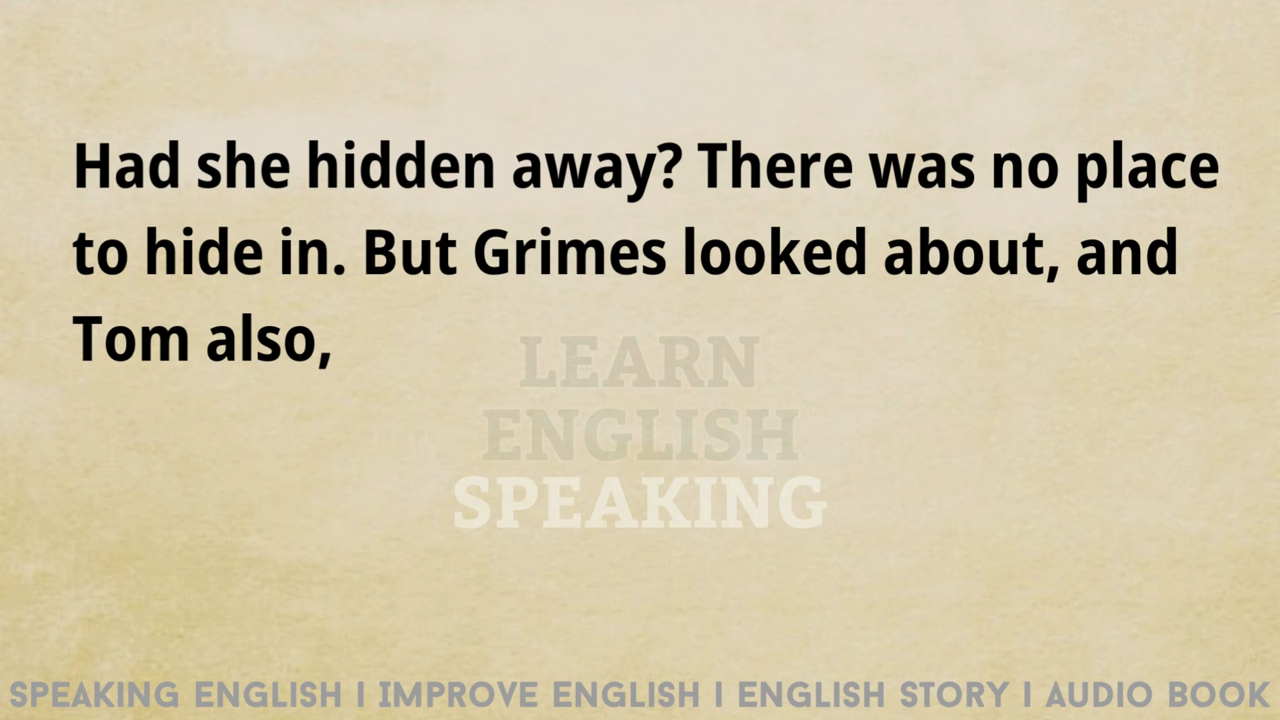 Had she hidden away? There was no place
to hide in. But Grimes looked about, and
Tom also,
LEARN
ENGLISH
SPEAKING
SPEAKING ENGLISH I IMPROVE ENGLISH I ENGLISH STORY I AUDIO BOOK